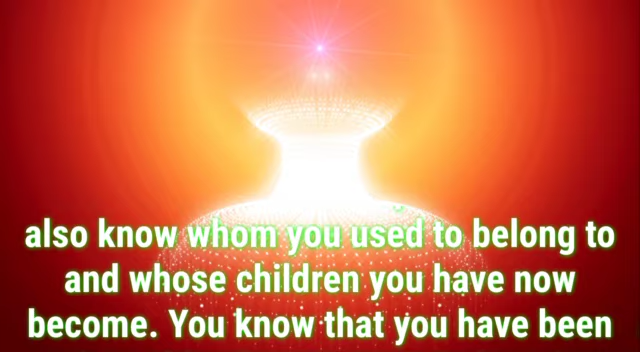 also know whom you used to belong to
and whose children you have now
become. You know that you have been